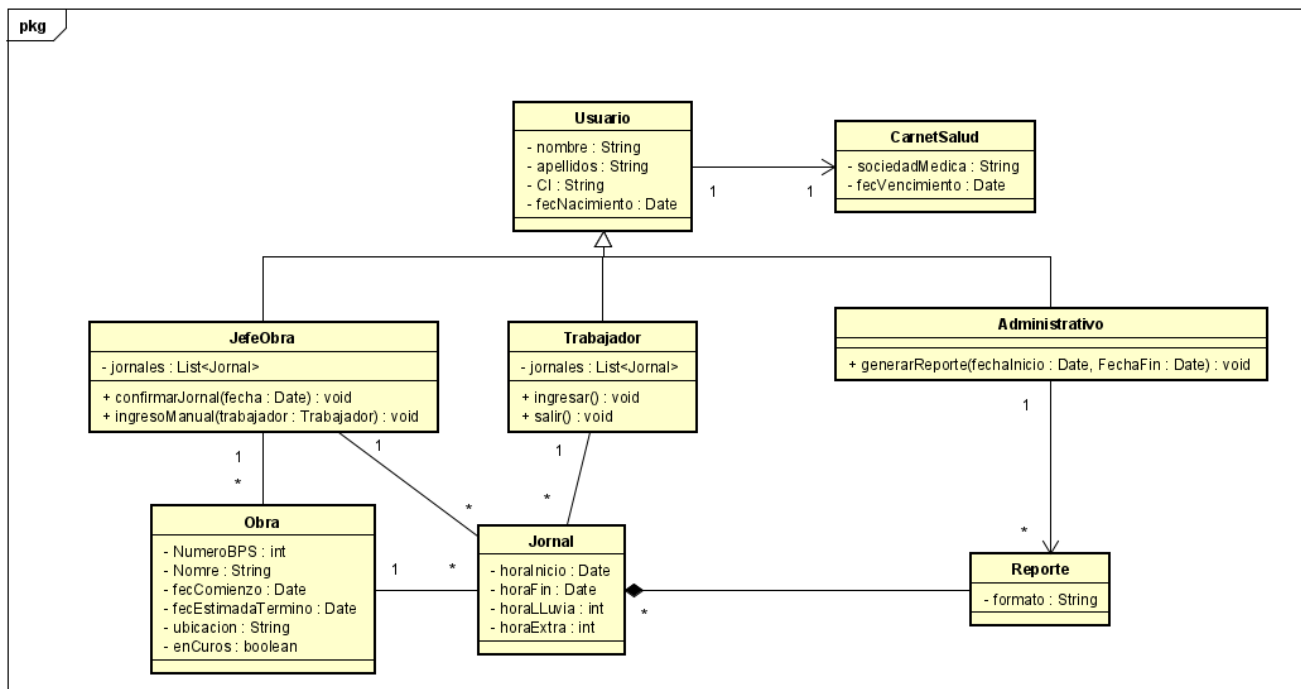 pkg
Usuario
- nombre : String
- apellidos : String
- CI : String
- fecNacimiento : Date
CarnetSalud
- sociedadMedica : String
- fecVencimiento : Date
1
1
JefeObra
- jornales : List<Jornal>
+ confirmarJornal(fecha : Date) : void
+ ingresoManual(trabajador : Trabajador) : void
Trabajador
- jornales : List<Jornal>
+ ingresar() : void
+ salir() : void
Administrativo
+ generarReporte(fechaInicio : Date, FechaFin : Date) : void
1
1
1
1
*
*
*
*
Obra
- NumeroBPS : int
- Nomre : String
- fecComienzo : Date
- fecEstimadaTermino : Date
- ubicacion : String
- enCuros : boolean
1
*
Jornal
- horaInicio : Date
- horaFin : Date
- horaLLuvia : int
- horaExtra : int
*
Reporte
- formato : String